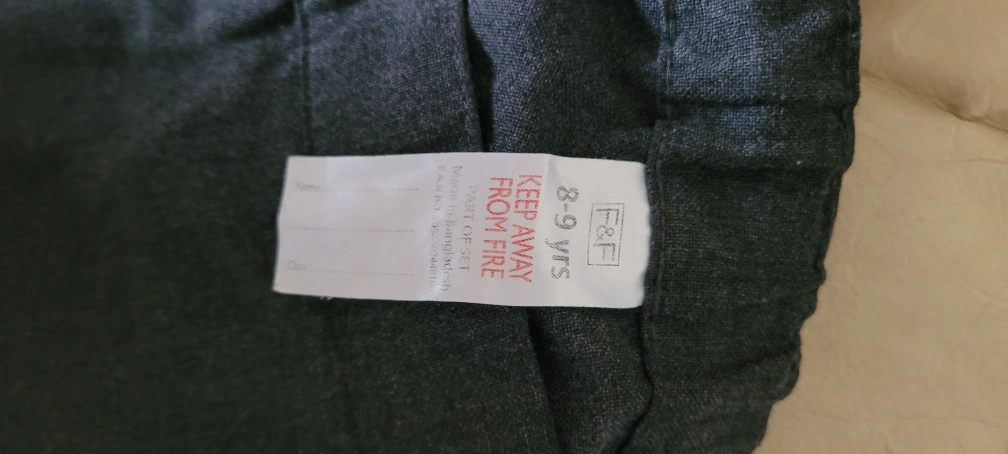 F&F
8-9 yrs
KEEP AWAY
FROM FIRE
PART OF SET
Made in Bangladesh
Name